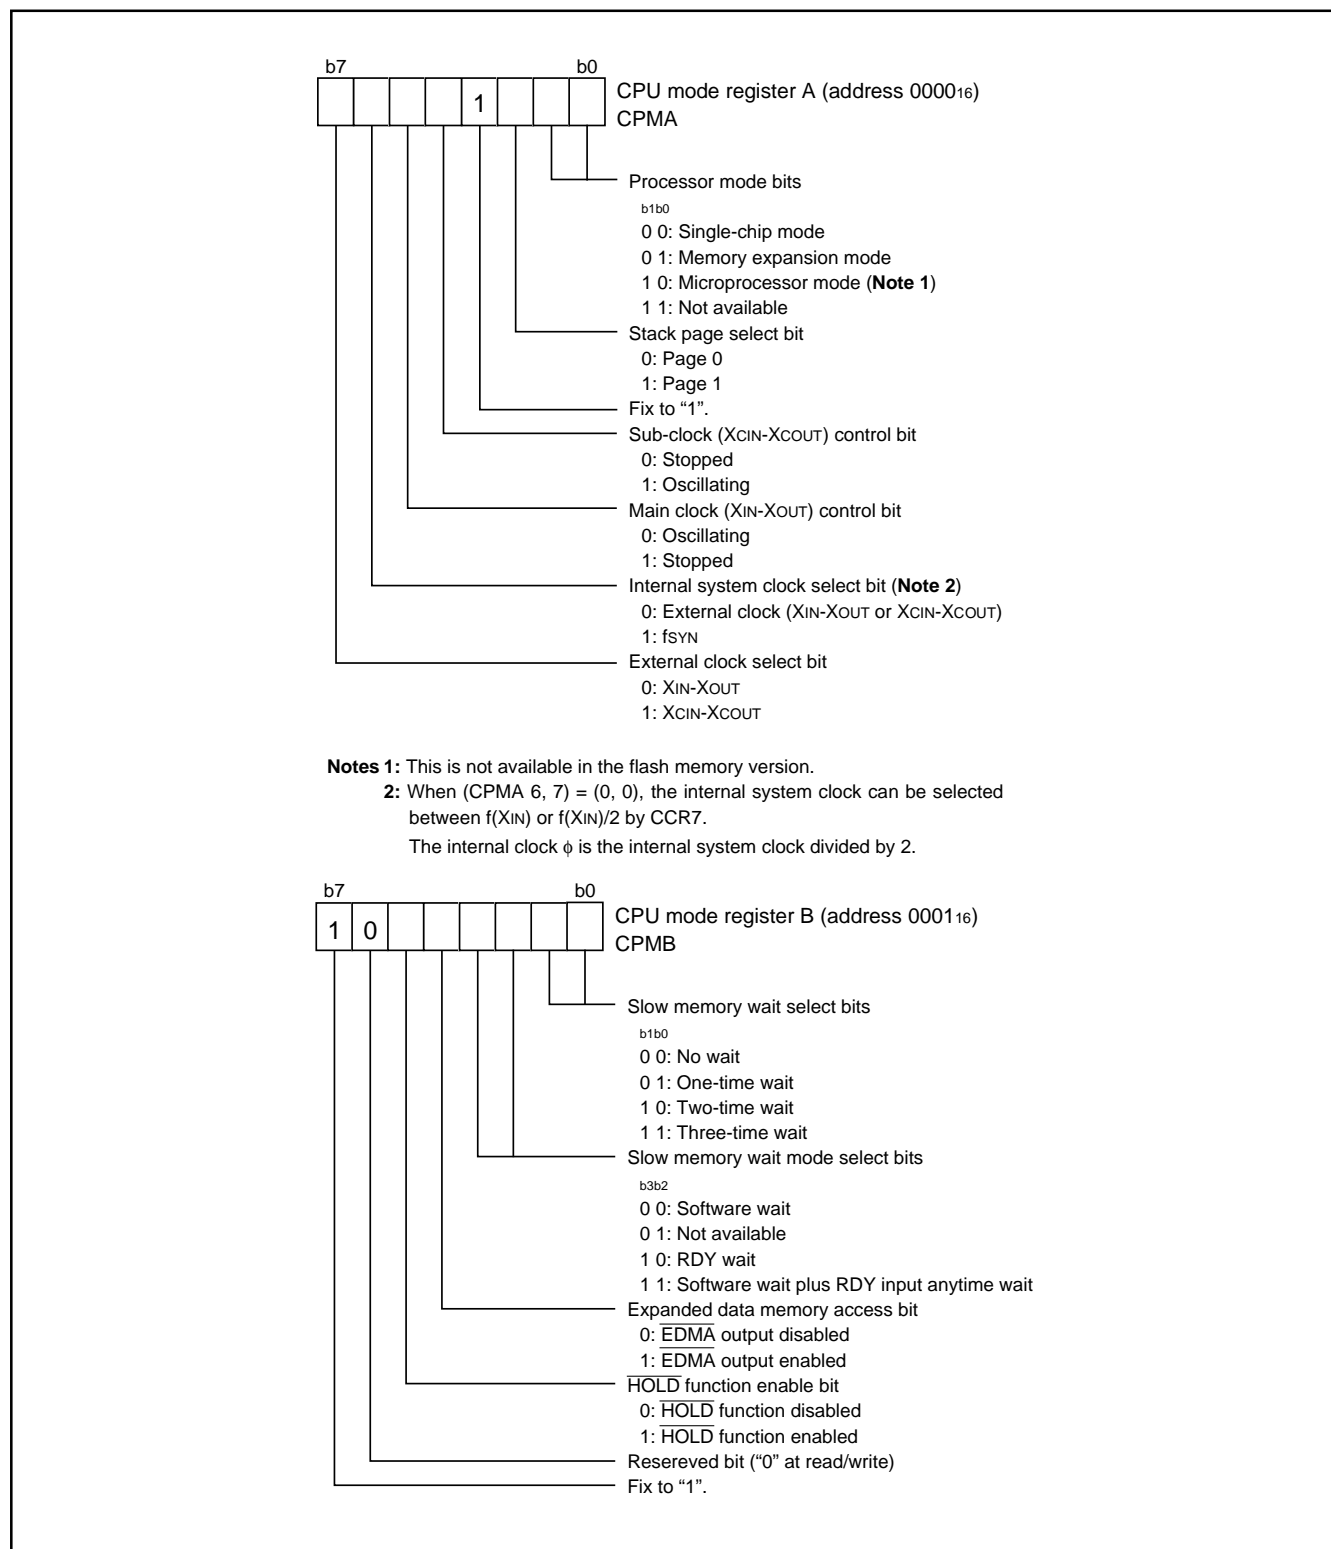 b7 b0
CPU mode register A (address 0000₁₆)
1
CPMA
Processor mode bits
b1b0
0 0: Single-chip mode
0 1: Memory expansion mode
1 0: Microprocessor mode (Note 1)
1 1: Not available
Stack page select bit
0: Page 0
1: Page 1
Fix to “1”.
Sub-clock (XCIN-XCOUT) control bit
0: Stopped
1: Oscillating
Main clock (XIN-XOUT) control bit
0: Oscillating
1: Stopped
Internal system clock select bit (Note 2)
0: External clock (XIN-XOUT or XCIN-XCOUT)
1: fSYN
External clock select bit
0: XIN-XOUT
1: XCIN-XCOUT
Notes 1: This is not available in the flash memory version.
2: When (CPMA 6, 7) = (0, 0), the internal system clock can be selected
between f(XIN) or f(XIN)/2 by CCR7.
The internal clock ϕ is the internal system clock divided by 2.
b7 b0
CPU mode register B (address 0001₁₆)
1 0
CPMB
Slow memory wait select bits
b1b0
0 0: No wait
0 1: One-time wait
1 0: Two-time wait
1 1: Three-time wait
Slow memory wait mode select bits
b3b2
0 0: Software wait
0 1: Not available
1 0: RDY wait
1 1: Software wait plus RDY input anytime wait
Expanded data memory access bit
0: EDMA output disabled
1: EDMA output enabled
HOLD function enable bit
0: HOLD function disabled
1: HOLD function enabled
Resereved bit (“0” at read/write)
Fix to “1”.